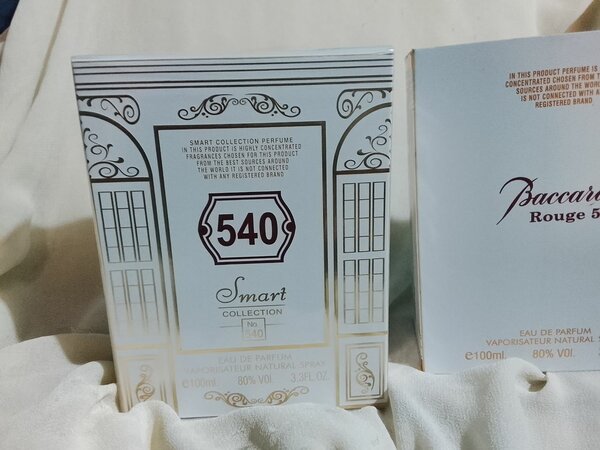 SMART COLLECTION PERFUME
IN THIS PRODUCT IS HIGHLY CONCENTRATED
FRAGRANCES CHOSEN FOR THIS PRODUCT
FROM THE BEST SOURCES AROUND
THE WORLD IT IS NOT CONNECTED
WITH ANY REGISTERED BRAND
540
Smart
COLLECTION
No.
540
EAU DE PARFUM
VAPORISATEUR NATURAL SPRAY
e100ml. 80% VOl. 3.3FL.OZ.
IN THIS PRODUCT PERFUME IS
CONCENTRATED CHOSEN FROM
SOURCES AROUND THE WORLD
IS NOT CONNECTED WITH
REGISTERED BRAND
Rouge 5
EAU DE PARFUM
VAPORISATEUR NATURAL
e100ml. 80% VOl.